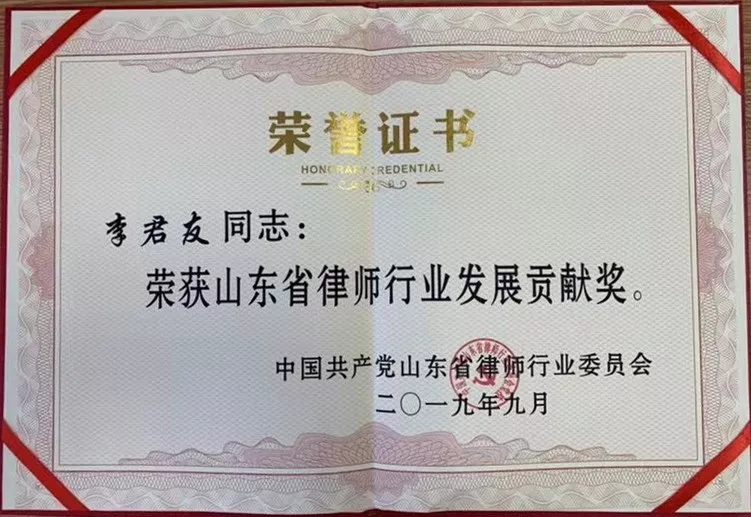 荣誉证书
HONORARY CREDENTIAL
李君友同志：
荣获山东省律师行业发展贡献奖。
中国共产党山东省律师行业委员会
二〇一九年九月